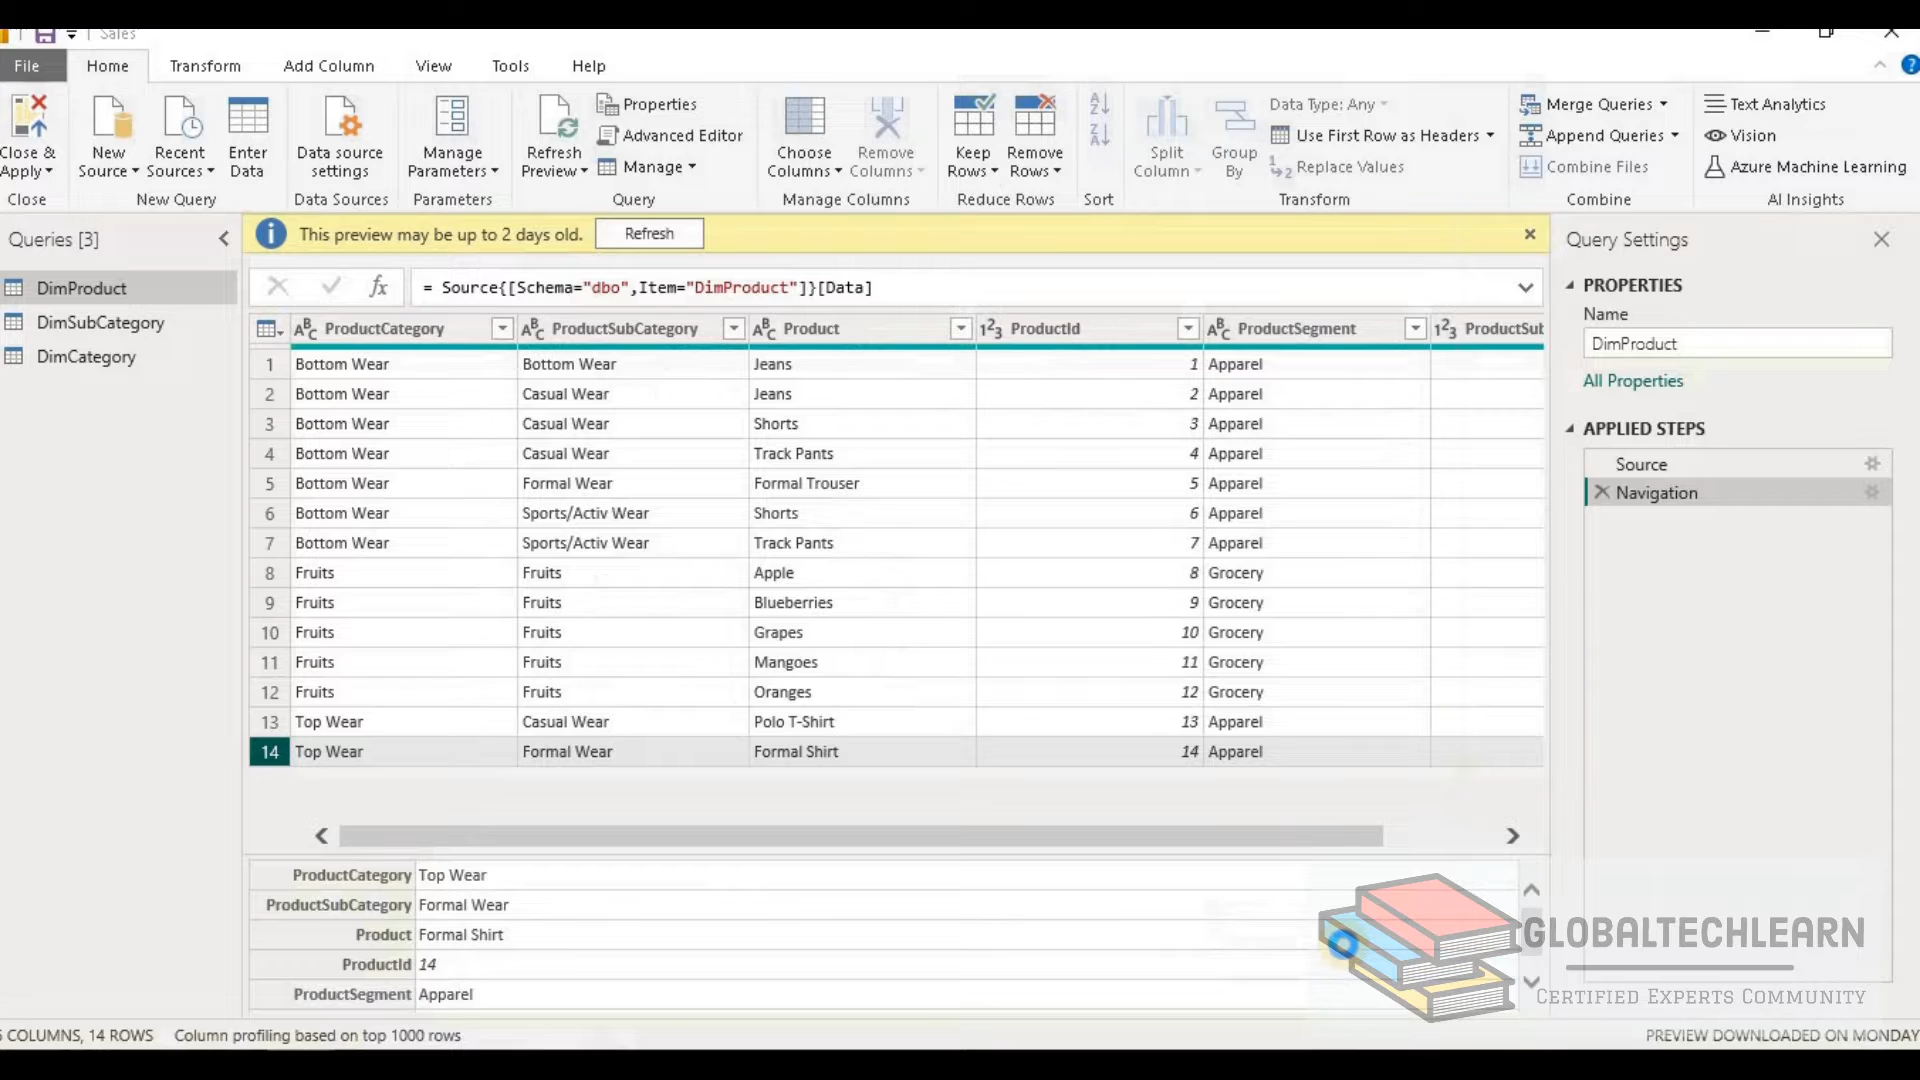 Sales
File Home Transform Add Column View Tools Help
Close & Apply
New Source
Recent Sources
Enter Data
Data source settings
Manage Parameters
Refresh Preview
Properties
Advanced Editor
Manage
Choose Columns
Remove Columns
Keep Rows
Remove Rows
Split Column
Group By
Data Type: Any
Use First Row as Headers
Replace Values
Merge Queries
Append Queries
Combine Files
Text Analytics
Vision
Azure Machine Learning
Close New Query Data Sources Parameters Query Manage Columns Reduce Rows Sort Transform Combine AI Insights
Queries [3]
DimProduct
DimSubCategory
DimCategory
This preview may be up to 2 days old. Refresh
fx = Source{[Schema="dbo",Item="DimProduct"]}[Data]
ProductCategory ProductSubCategory Product 123 ProductId ProductSegment 123 ProductSub
1 Bottom Wear Bottom Wear Jeans 1 Apparel
2 Bottom Wear Casual Wear Jeans 2 Apparel
3 Bottom Wear Casual Wear Shorts 3 Apparel
4 Bottom Wear Casual Wear Track Pants 4 Apparel
5 Bottom Wear Formal Wear Formal Trouser 5 Apparel
6 Bottom Wear Sports/Activ Wear Shorts 6 Apparel
7 Bottom Wear Sports/Activ Wear Track Pants 7 Apparel
8 Fruits Fruits Apple 8 Grocery
9 Fruits Fruits Blueberries 9 Grocery
10 Fruits Fruits Grapes 10 Grocery
11 Fruits Fruits Mangoes 11 Grocery
12 Fruits Fruits Oranges 12 Grocery
13 Top Wear Casual Wear Polo T-Shirt 13 Apparel
14 Top Wear Formal Wear Formal Shirt 14 Apparel
ProductCategory Top Wear
ProductSubCategory Formal Wear
Product Formal Shirt
ProductId 14
ProductSegment Apparel
Query Settings
PROPERTIES
Name
DimProduct
All Properties
APPLIED STEPS
Source
Navigation
GLOBALTECHLEARN
CERTIFIED EXPERTS COMMUNITY
COLUMNS, 14 ROWS Column profiling based on top 1000 rows
PREVIEW DOWNLOADED ON MONDAY